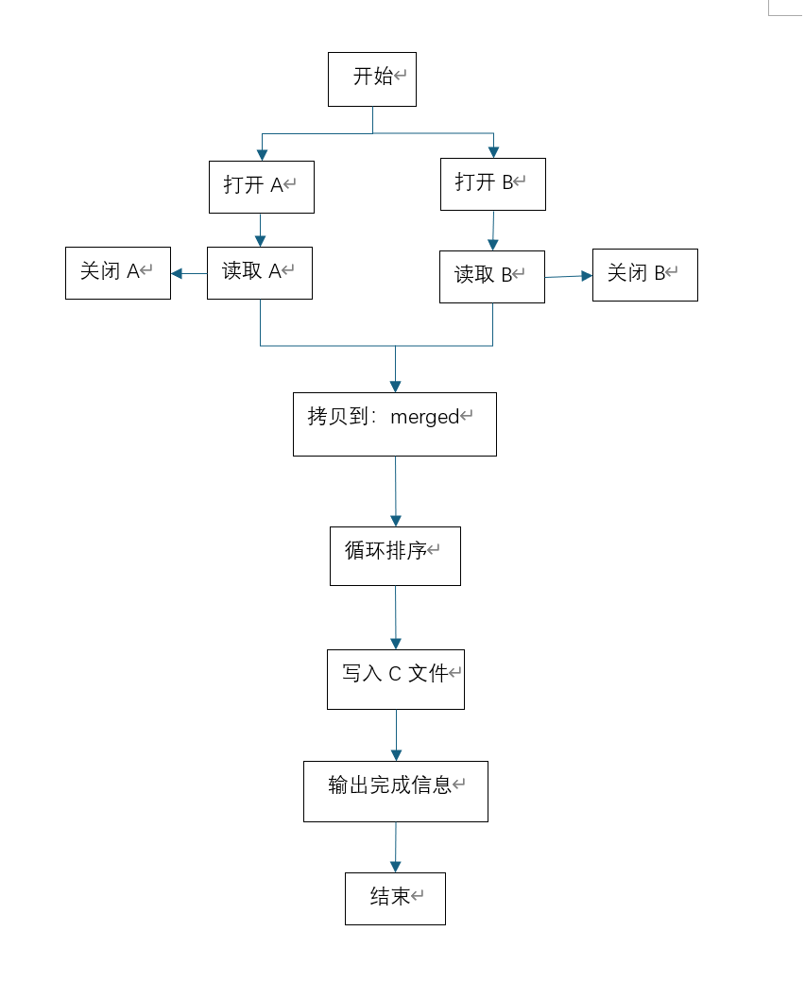 开始
打开 A
打开 B
关闭 A
读取 A
读取 B
关闭 B
拷贝到：merged
循环排序
写入 C 文件
输出完成信息
结束